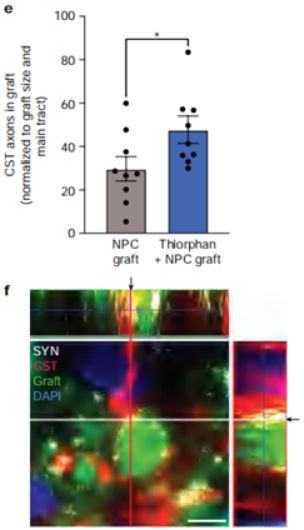 e
*
CST axons in graft
(normalized to graft size and
main tract)
100
80
60
40
20
0
NPC
graft
Thiorphan
+ NPC graft
f
SYN
CST
Graft
DAPI